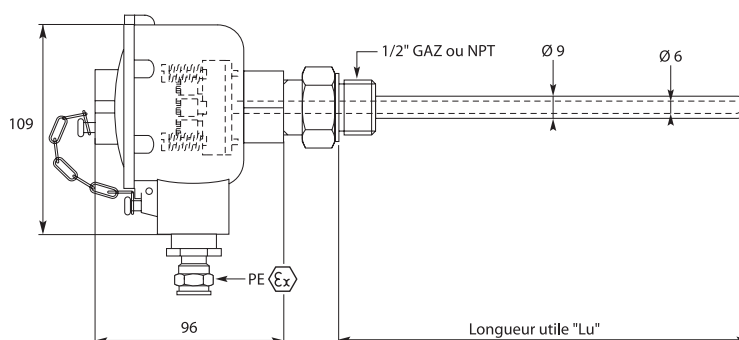 1/2" GAZ ou NPT
Ø 9
Ø 6
109
PE Ex
96
Longueur utile "Lu"